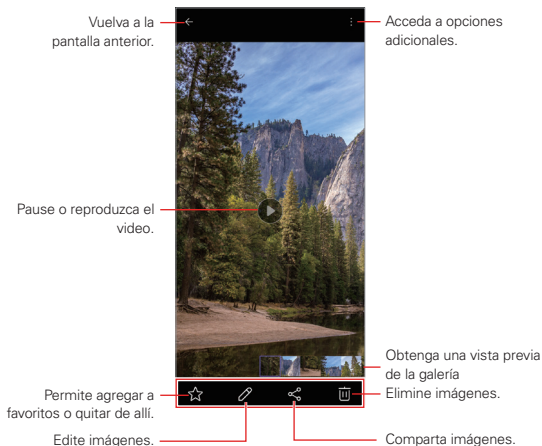 Vuelva a la
pantalla anterior.
Acceda a opciones
adicionales.
Pause o reproduzca el
video.
Obtenga una vista previa
de la galería
Permite agregar a
favoritos o quitar de allí.
Elimine imágenes.
Edite imágenes.
Comparta imágenes.